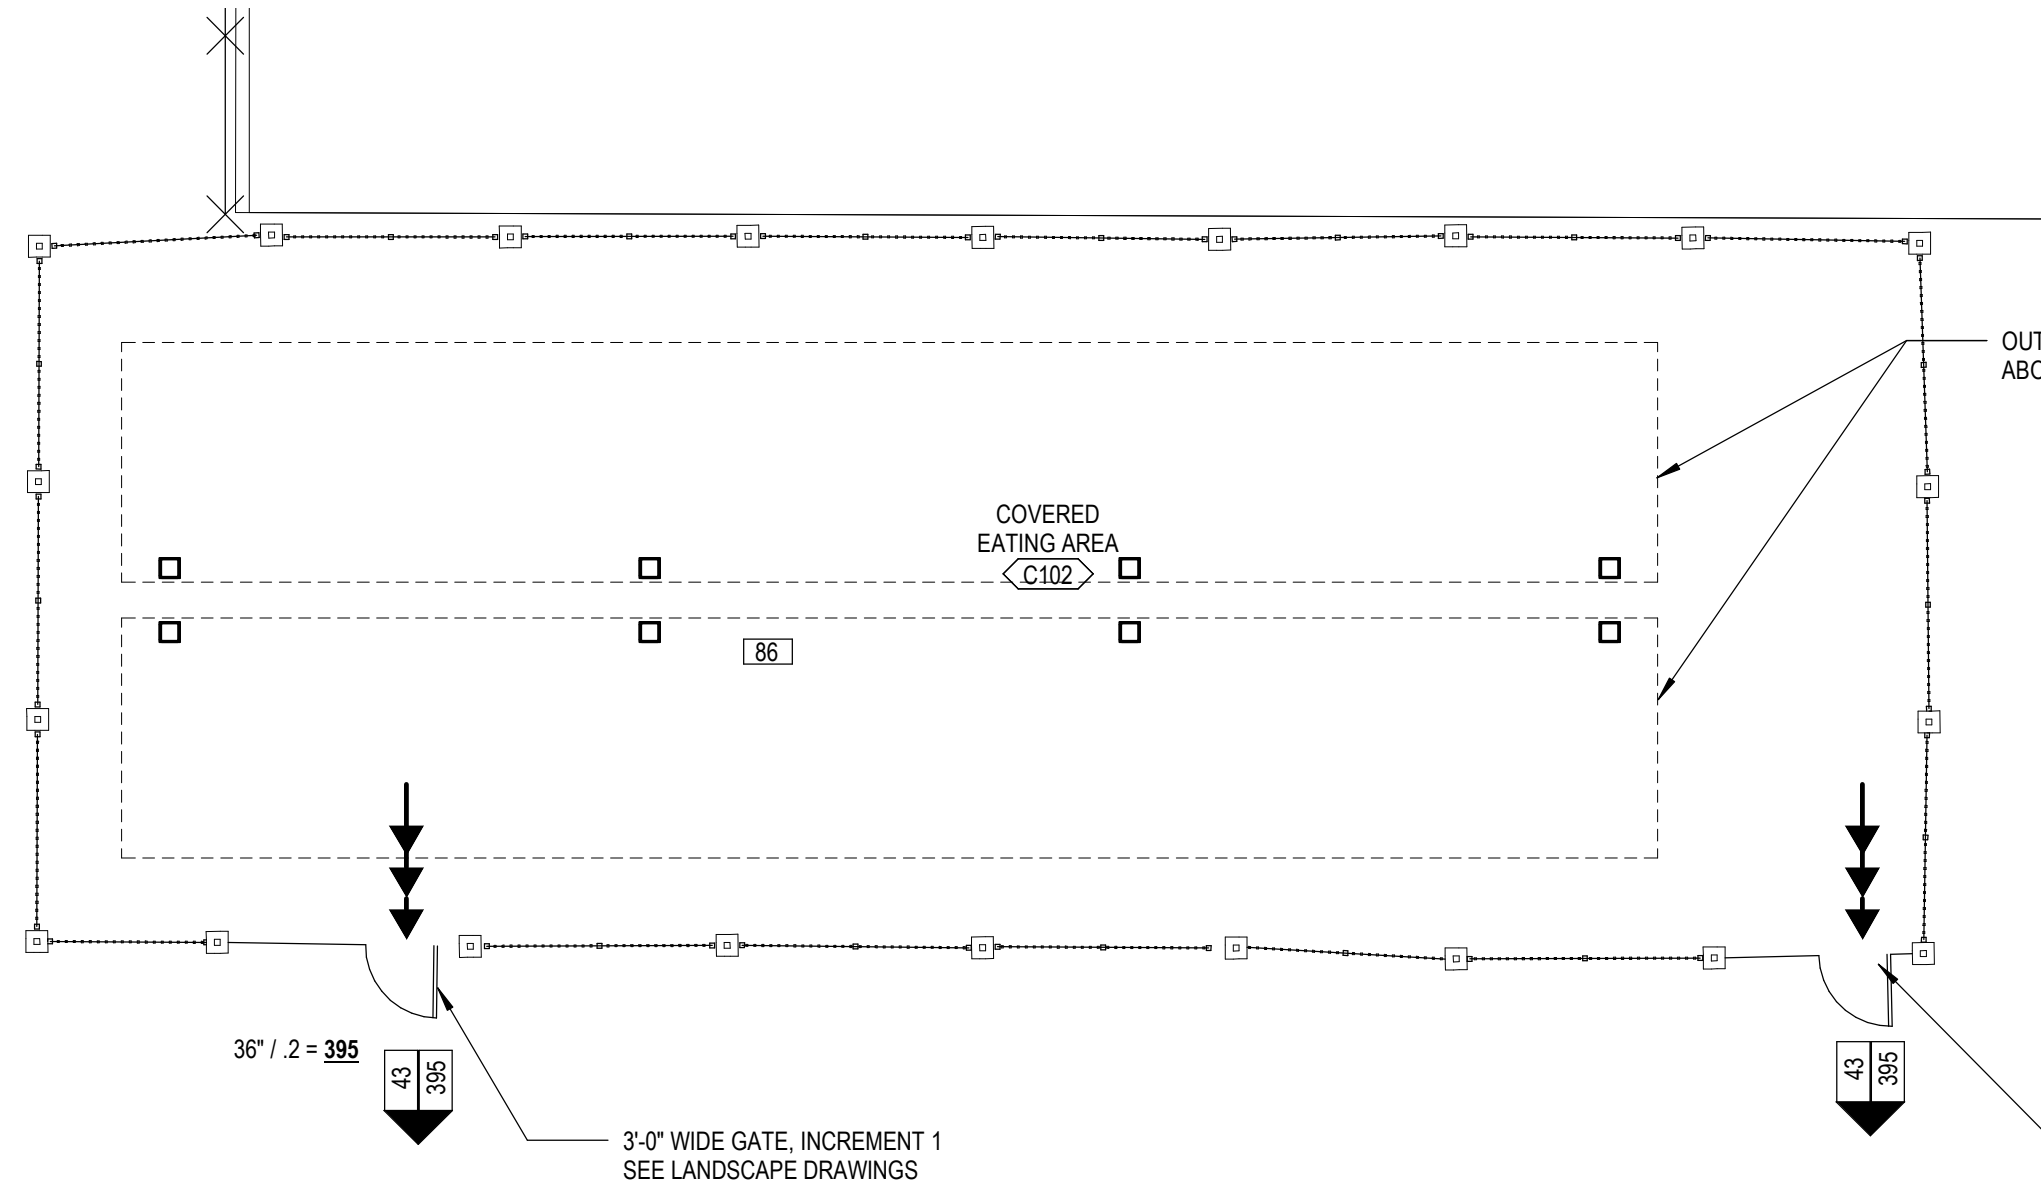 OUT
ABO
COVERED
EATING AREA
C102
86
36" / .2 = 395
43
395
43
395
3'-0" WIDE GATE, INCREMENT 1
SEE LANDSCAPE DRAWINGS